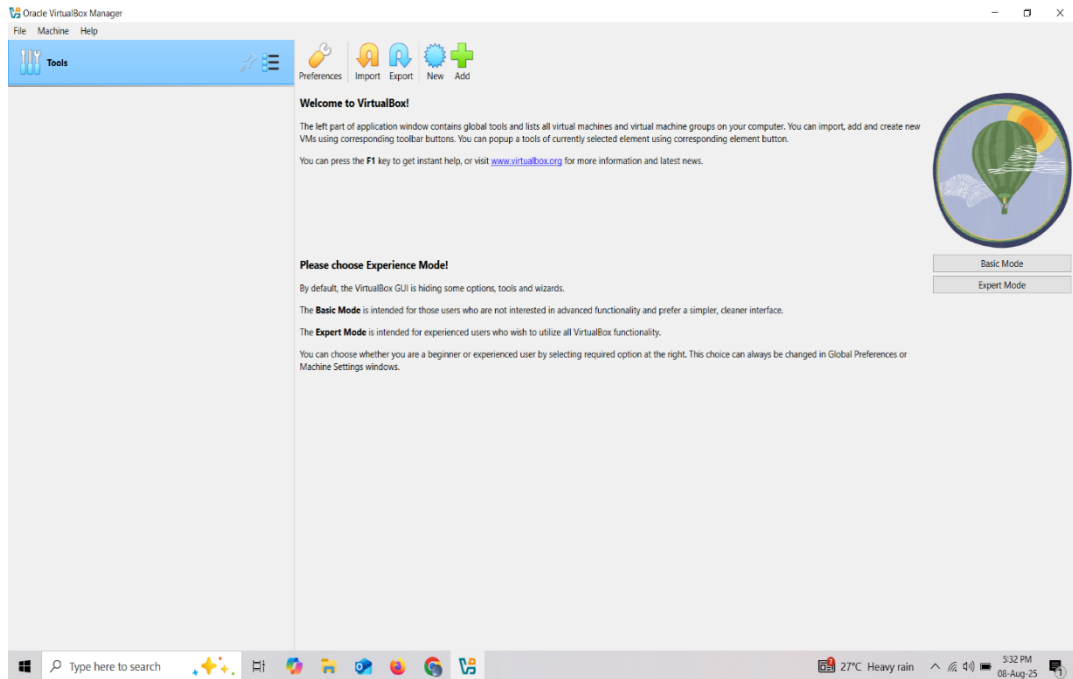 Oracle VirtualBox Manager
File Machine Help
Tools
Preferences Import Export New Add
Welcome to VirtualBox!
The left part of application window contains global tools and lists all virtual machines and virtual machine groups on your computer. You can import, add and create new
VMs using corresponding toolbar buttons. You can popup a tools of currently selected element using corresponding element button.
You can press the F1 key to get instant help, or visit www.virtualbox.org for more information and latest news.
Please choose Experience Mode!
By default, the VirtualBox GUI is hiding some options, tools and wizards.
The Basic Mode is intended for those users who are not interested in advanced functionality and prefer a simpler, cleaner interface.
The Expert Mode is intended for experienced users who wish to utilize all VirtualBox functionality.
You can choose whether you are a beginner or experienced user by selecting required option at the right. This choice can always be changed in Global Preferences or
Machine Settings windows.
Basic Mode
Expert Mode
Type here to search
27°C Heavy rain
5:32 PM
08-Aug-25